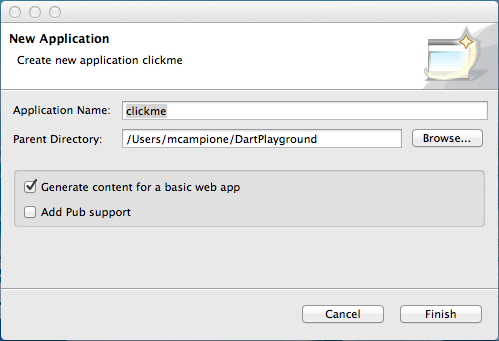 New Application
Create new application clickme
Application Name: clickme
Parent Directory: /Users/mcampione/DartPlayground Browse...
Generate content for a basic web app
Add Pub support
Cancel Finish